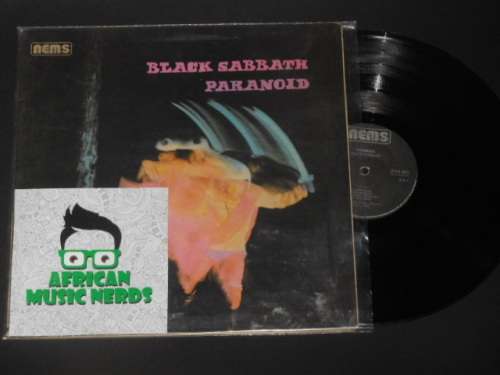 NEMS
BLACK SABBATH
PARANOID
NEMS
AFRICAN
MUSIC NERDS